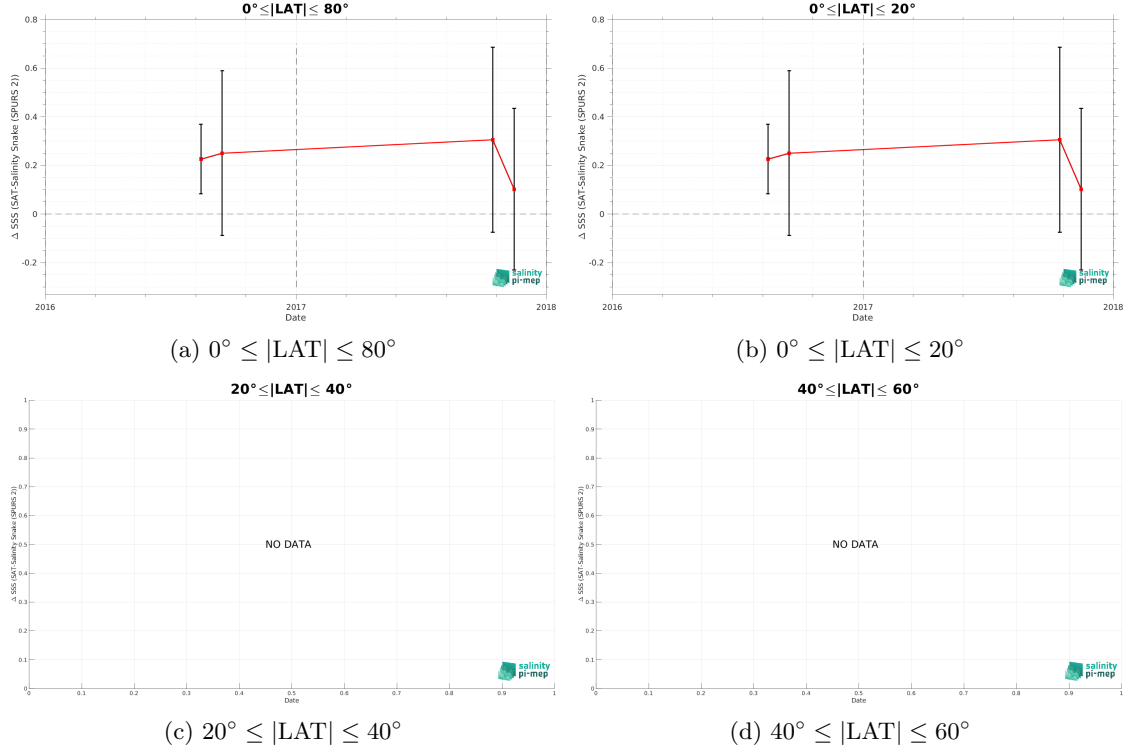 0°≤|LAT|≤ 80°
Δ SSS (SAT-Salinity Snake (SPURS 2))
0.8
0.6
0.4
0.2
0
-0.2
2016
2017
2018
Date
salinity
pi-mep
(a) 0° ≤ |LAT| ≤ 80°
0°≤|LAT|≤ 20°
Δ SSS (SAT-Salinity Snake (SPURS 2))
0.8
0.6
0.4
0.2
0
-0.2
2016
2017
2018
Date
salinity
pi-mep
(b) 0° ≤ |LAT| ≤ 20°
20°≤|LAT|≤ 40°
Δ SSS (SAT-Salinity Snake (SPURS 2))
1
0.9
0.8
0.7
0.6
0.5
0.4
0.3
0.2
0.1
0
NO DATA
0 0.1 0.2 0.3 0.4 0.5 0.6 0.7 0.8 0.9 1
Date
salinity
pi-mep
(c) 20° ≤ |LAT| ≤ 40°
40°≤|LAT|≤ 60°
Δ SSS (SAT-Salinity Snake (SPURS 2))
1
0.9
0.8
0.7
0.6
0.5
0.4
0.3
0.2
0.1
0
NO DATA
0 0.1 0.2 0.3 0.4 0.5 0.6 0.7 0.8 0.9 1
Date
salinity
pi-mep
(d) 40° ≤ |LAT| ≤ 60°